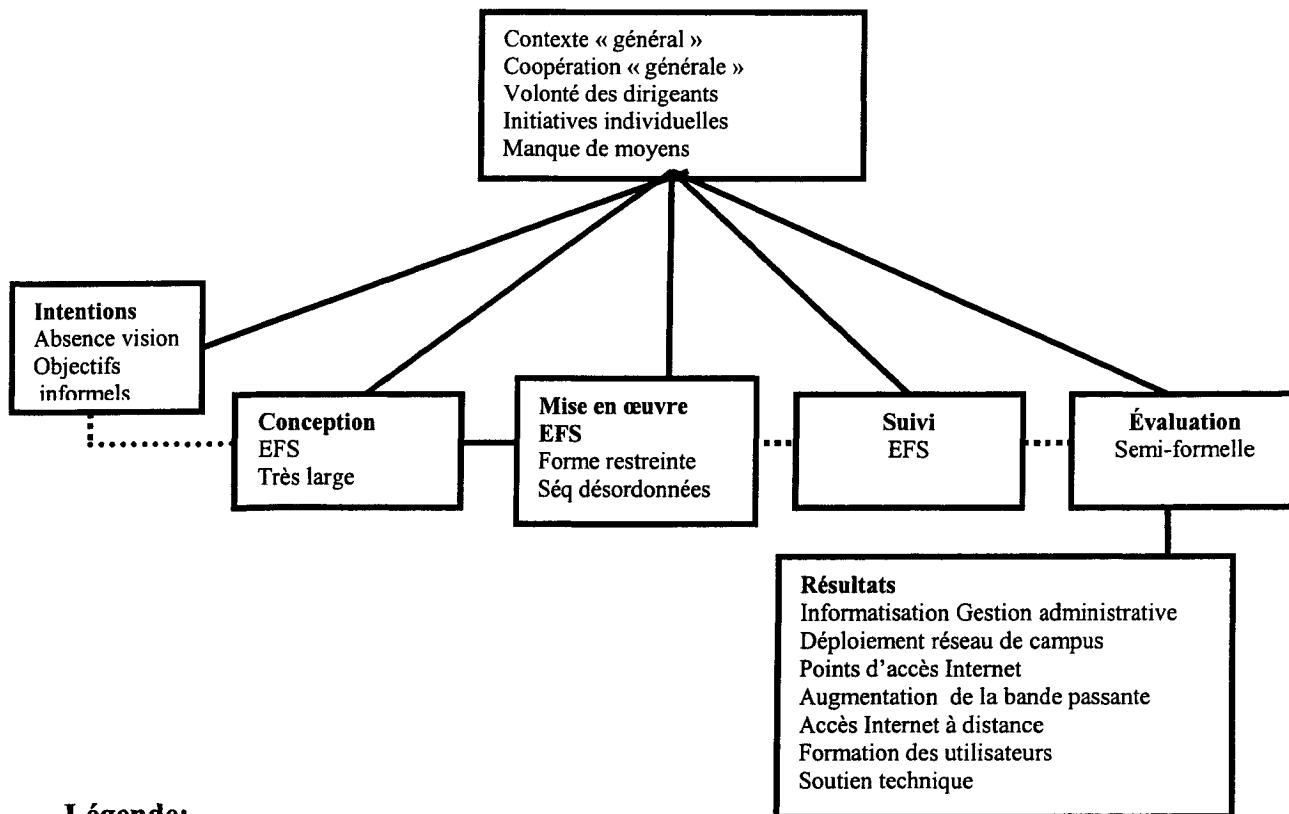 Contexte « général »
Coopération « générale »
Volonté des dirigeants
Initiatives individuelles
Manque de moyens
Intentions
Absence vision
Objectifs
informels
Conception
EFS
Très large
Mise en œuvre
EFS
Forme restreinte
Séq désordonnées
Suivi
EFS
Évaluation
Semi-formelle
Résultats
Informatisation Gestion administrative
Déploiement réseau de campus
Points d'accès Internet
Augmentation de la bande passante
Accès Internet à distance
Formation des utilisateurs
Soutien technique
Légende: